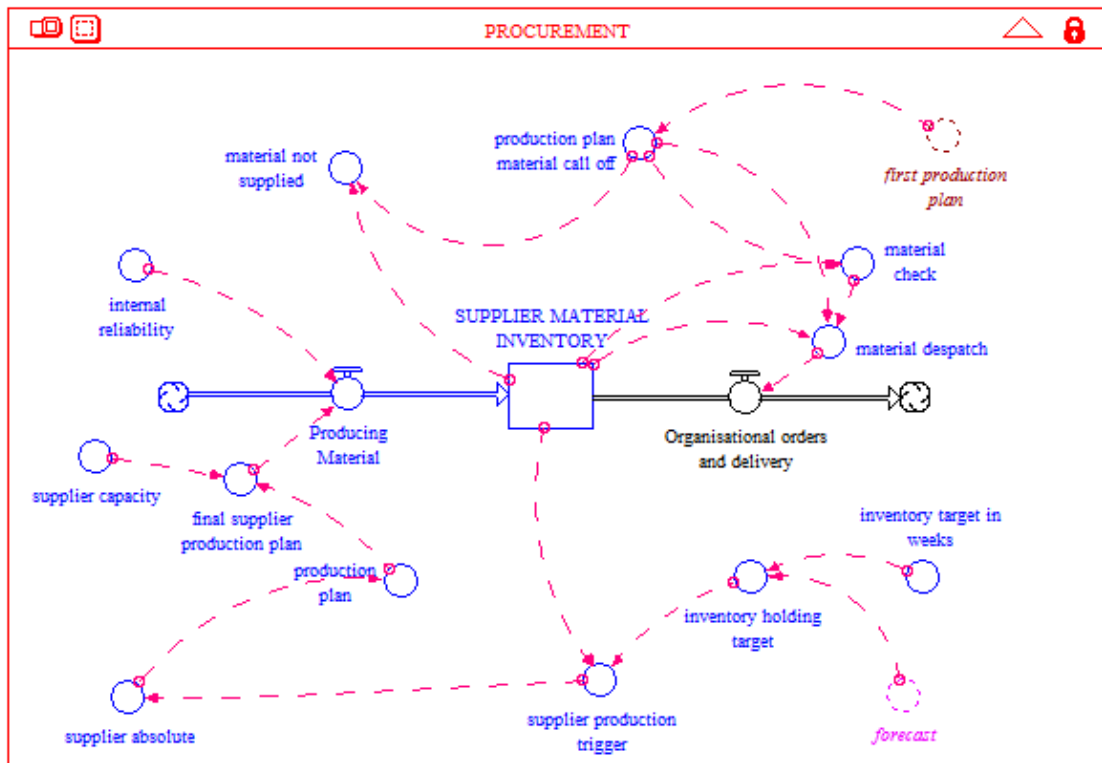 PROCUREMENT
production plan
material call off
material not
supplied
first production
plan
material
check
internal
reliability
SUPPLIER MATERIAL
INVENTORY
material despatch
Producing
Material
Organisational orders
and delivery
supplier capacity
final supplier
production plan
inventory target in
weeks
production
plan
inventory holding
target
supplier production
trigger
supplier absolute
forecast